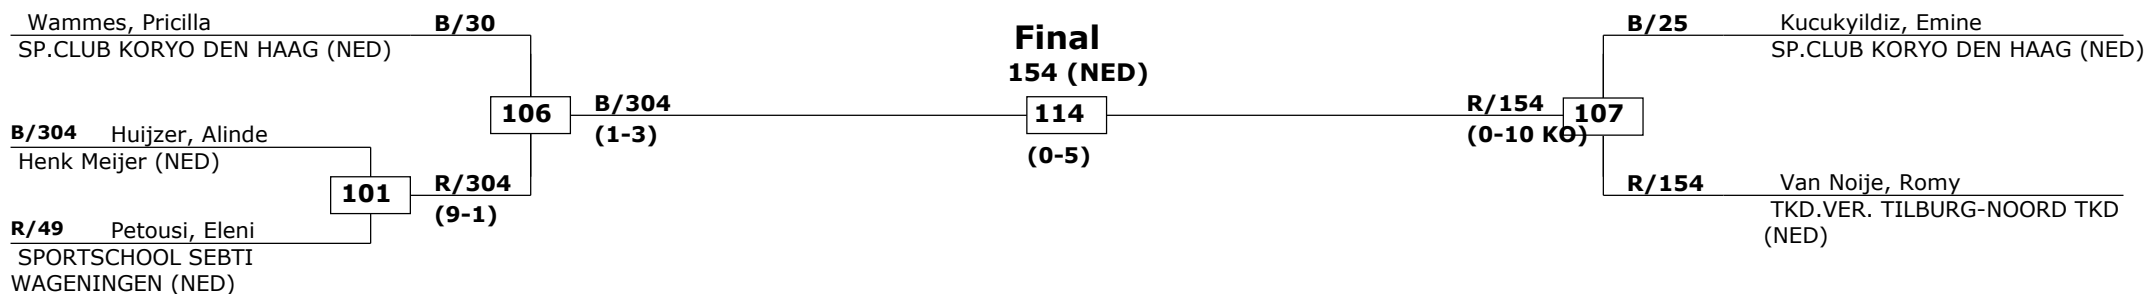 Wammes, Pricilla
SP.CLUB KORYO DEN HAAG (NED)
B/30
B/304 Huijzer, Alinde
Henk Meijer (NED)
R/49 Petousi, Eleni
SPORTSCHOOL SEBTI
WAGENINGEN (NED)
101
R/304
(9-1)
106
B/304
(1-3)
Final
154 (NED)
114
(0-5)
R/154
(0-10 KO)
107
B/25
Kucukyildiz, Emine
SP.CLUB KORYO DEN HAAG (NED)
R/154
Van Noije, Romy
TKD.VER. TILBURG-NOORD TKD
(NED)